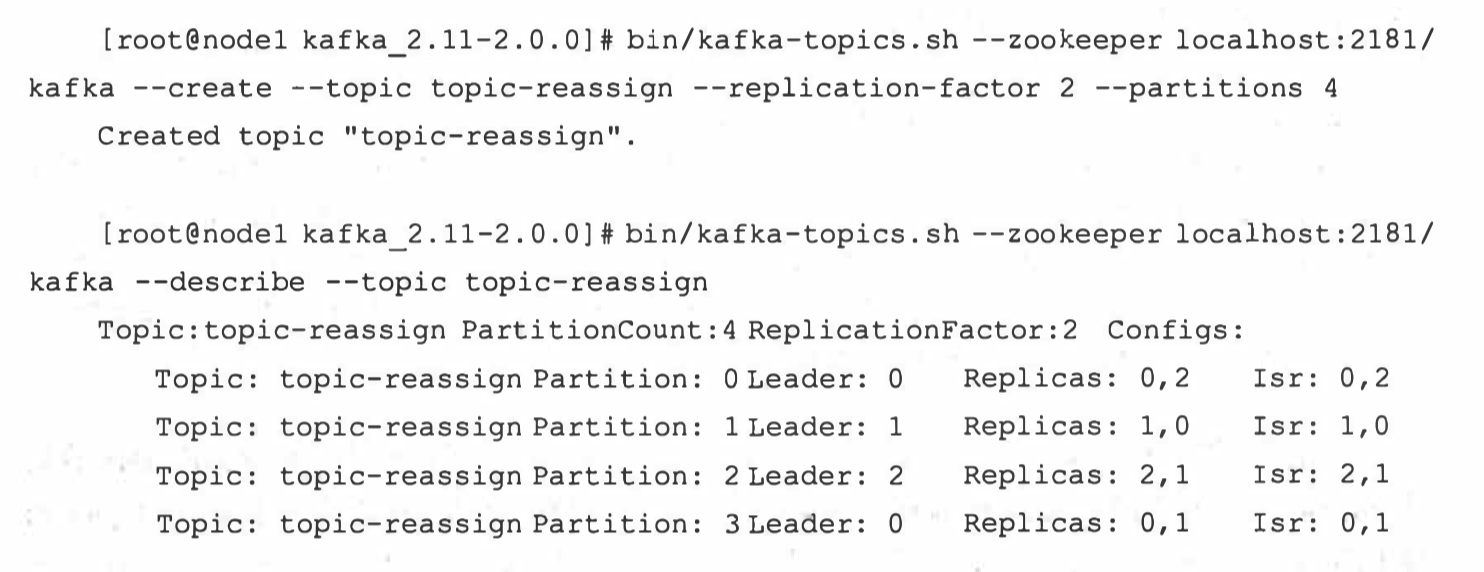 [root@node1 kafka_2.11-2.0.0]# bin/kafka-topics.sh --zookeeper localhost:2181/
kafka --create --topic topic-reassign --replication-factor 2 --partitions 4
Created topic "topic-reassign".
[root@node1 kafka_2.11-2.0.0]# bin/kafka-topics.sh --zookeeper localhost:2181/
kafka --describe --topic topic-reassign
Topic:topic-reassign PartitionCount:4 ReplicationFactor:2 Configs:
Topic: topic-reassign Partition: 0 Leader: 0 Replicas: 0,2 Isr: 0,2
Topic: topic-reassign Partition: 1 Leader: 1 Replicas: 1,0 Isr: 1,0
Topic: topic-reassign Partition: 2 Leader: 2 Replicas: 2,1 Isr: 2,1
Topic: topic-reassign Partition: 3 Leader: 0 Replicas: 0,1 Isr: 0,1